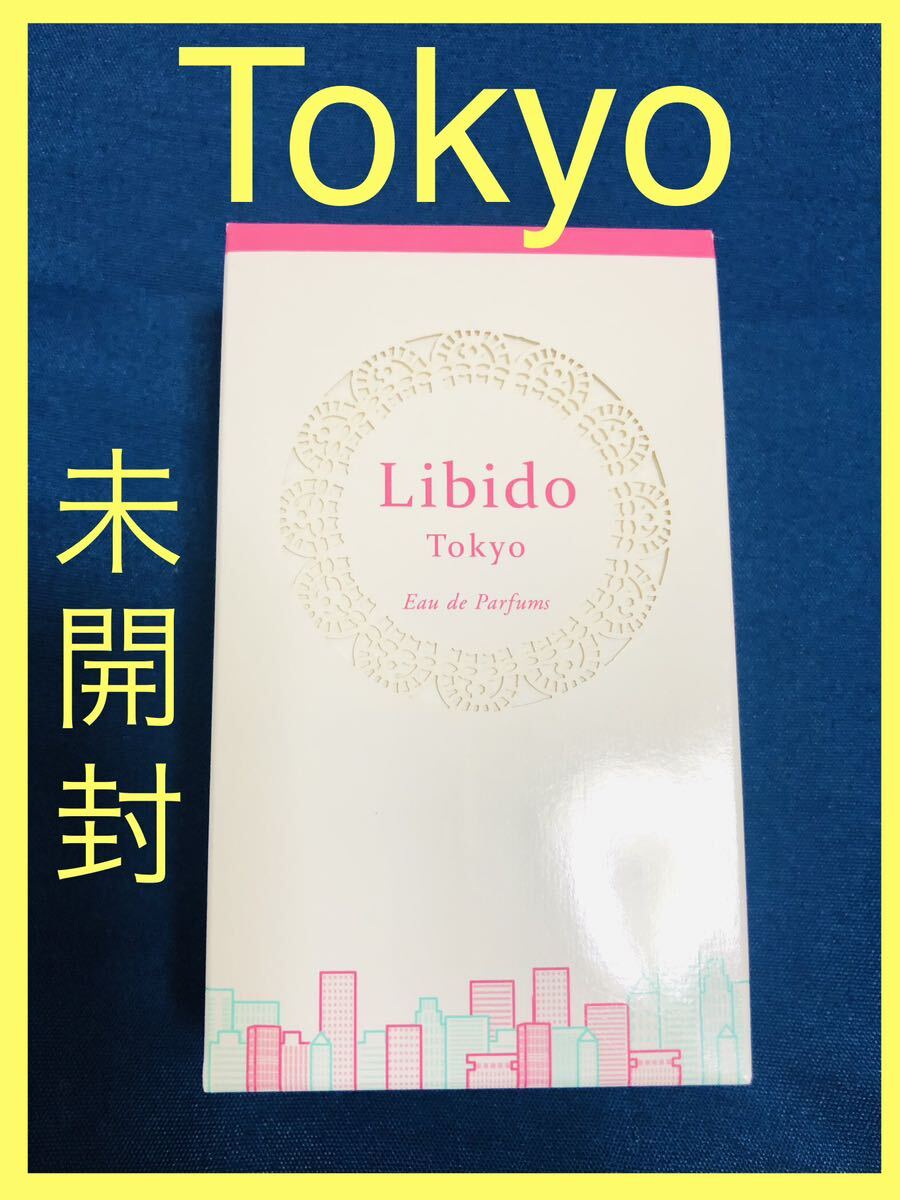 Tokyo
未開封
Libido
Tokyo
Eau de Parfums